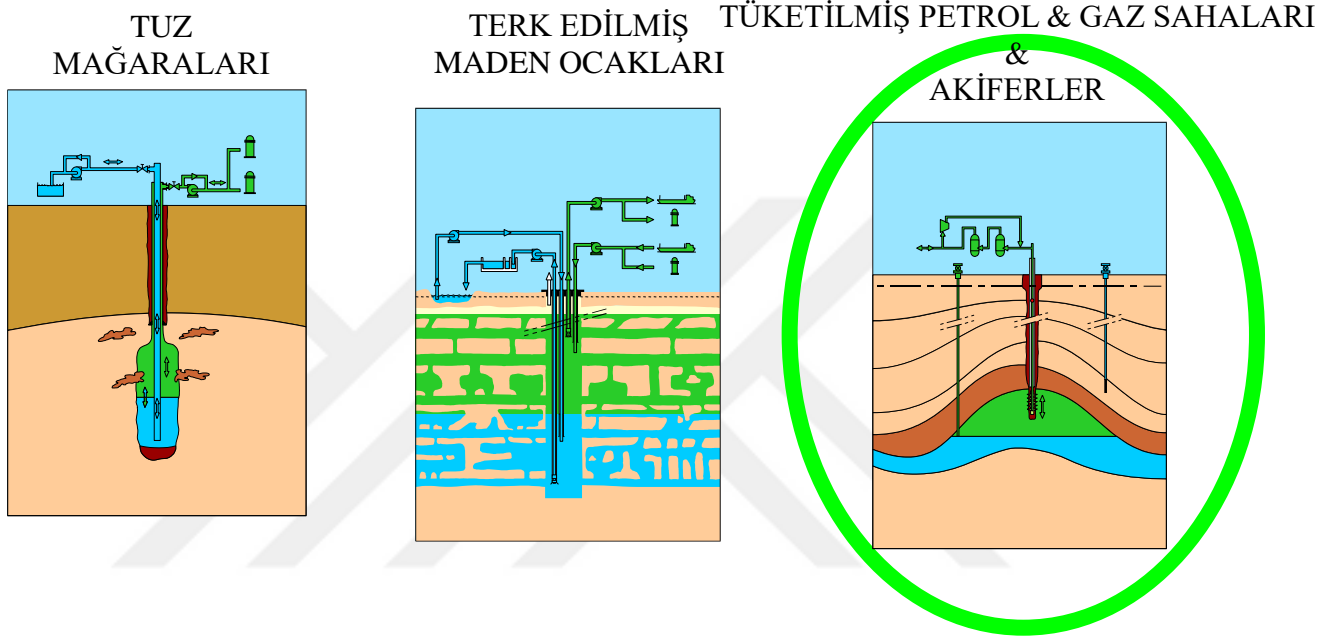 TUZ
MAĞARALARI
TERK EDİLMİŞ
MADEN OCAKLARI
TÜKETİLMİŞ PETROL & GAZ SAHALARI
&
AKİFERLER